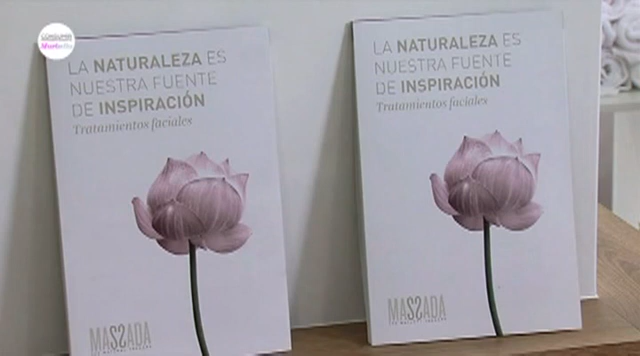 Marbella
LA NATURALEZA ES
NUESTRA FUENTE
DE INSPIRACIÓN
Tratamientos faciales
MASSADA
LA NATURALEZA ES
NUESTRA FUENTE
DE INSPIRACIÓN
Tratamientos faciales
MASSADA